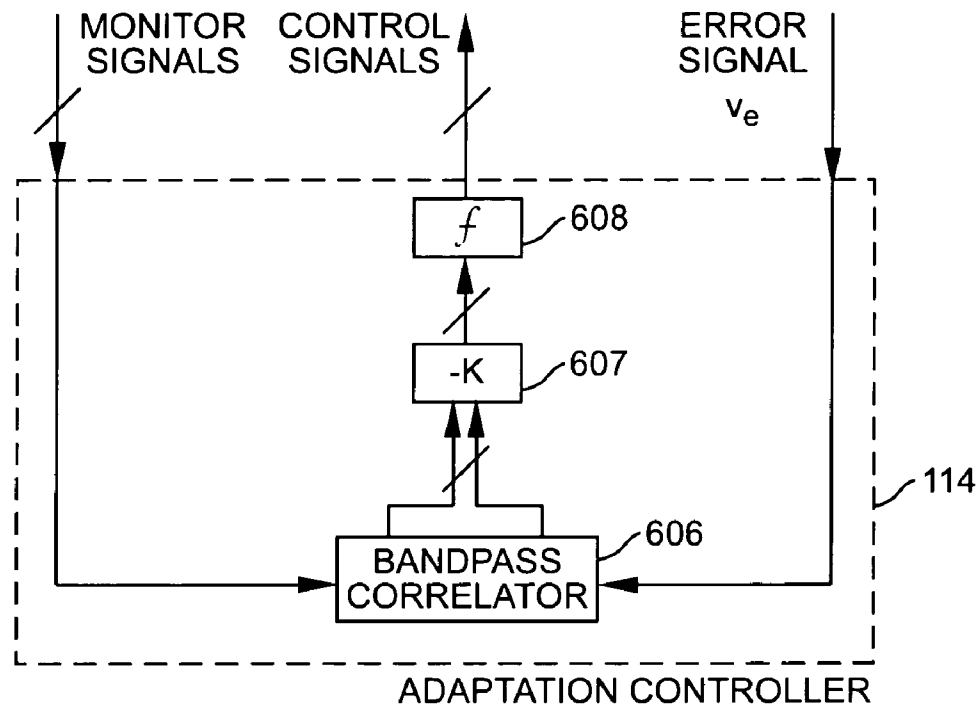 MONITOR
SIGNALS
CONTROL
SIGNALS
ERROR
SIGNAL
ve
f
608
-K
607
114
606
BANDPASS
CORRELATOR
ADAPTATION CONTROLLER